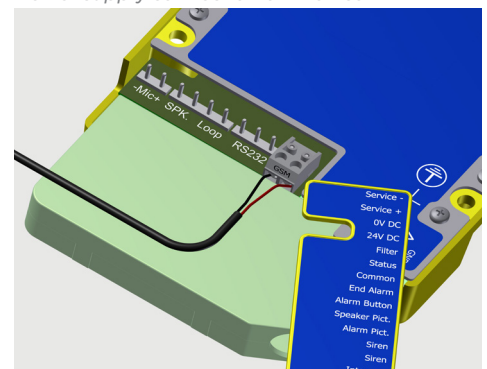 -Mic+ SPK. Loop RS232
GSM
Service -
Service +
0V DC
24V DC
Filter
Status
Common
End Alarm
Alarm Button
Speaker Pict.
Alarm Pict.
Siren
Siren